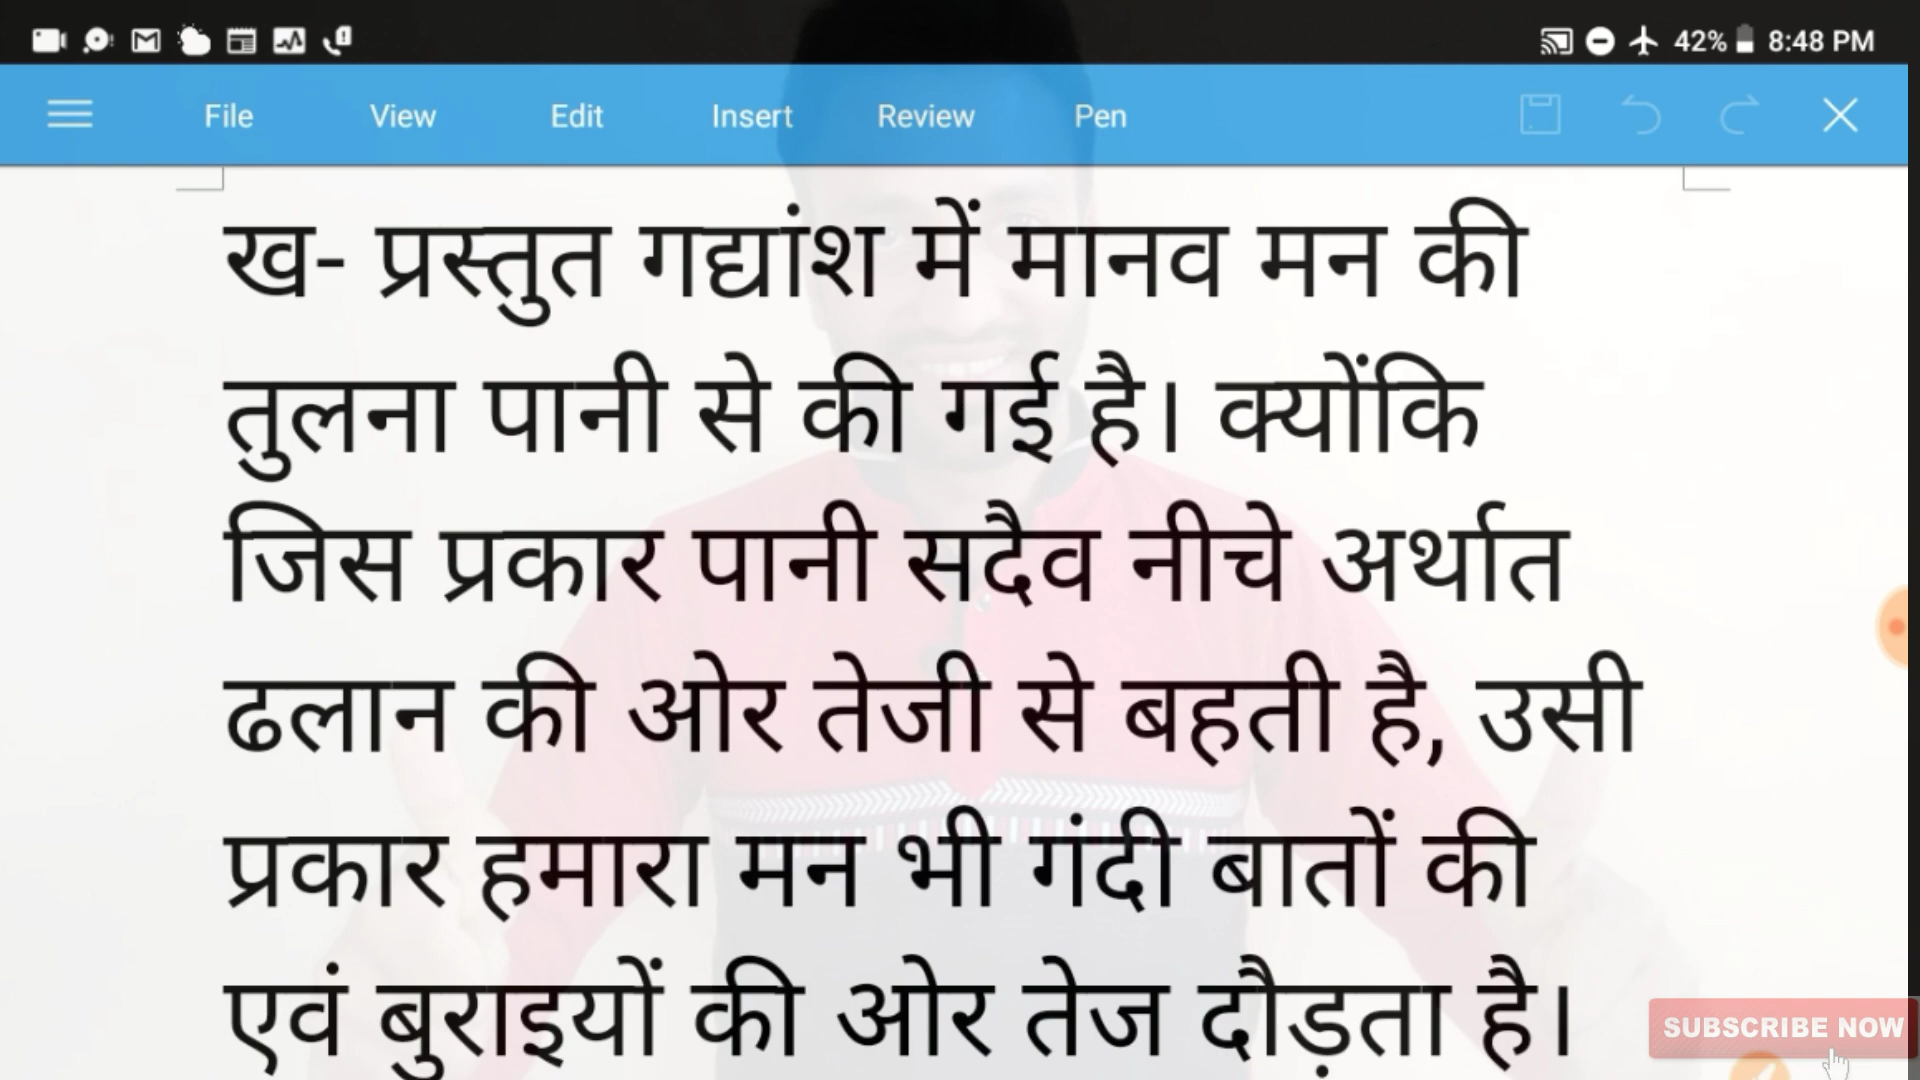 42% 8:48 PM
File View Edit Insert Review Pen
ख- प्रस्तुत गद्यांश में मानव मन की
तुलना पानी से की गई है। क्योंकि
जिस प्रकार पानी सदैव नीचे अर्थात
ढलान की ओर तेजी से बहती है, उसी
प्रकार हमारा मन भी गंदी बातों की
एवं बुराइयों की ओर तेज दौड़ता है।
SUBSCRIBE NOW